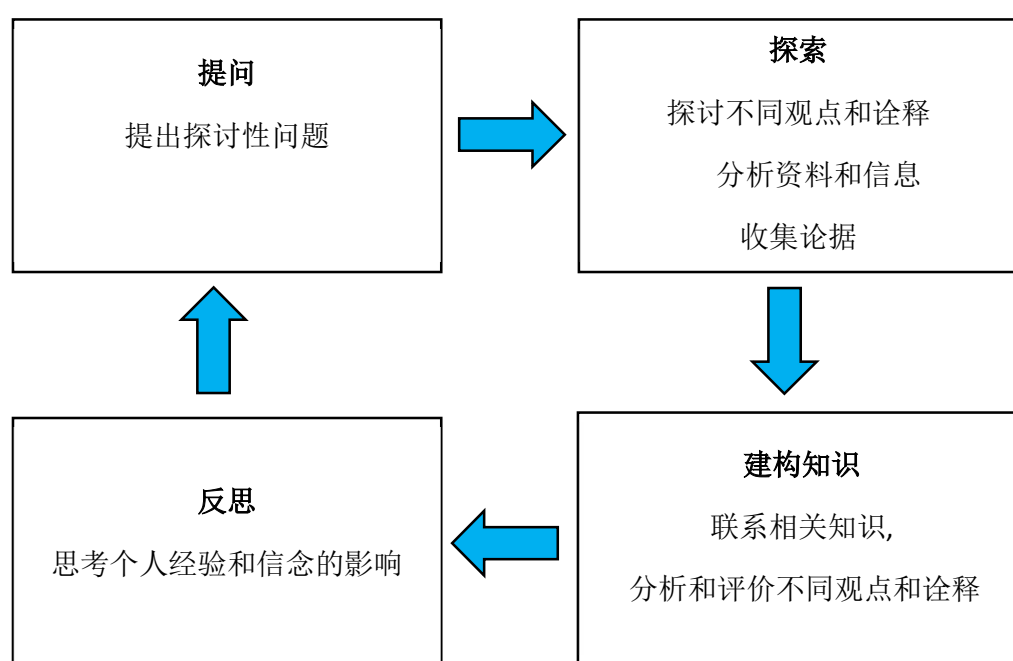 提问
提出探讨性问题
探索
探讨不同观点和诠释
分析资料和信息
收集论据
建构知识
联系相关知识,
分析和评价不同观点和诠释
反思
思考个人经验和信念的影响